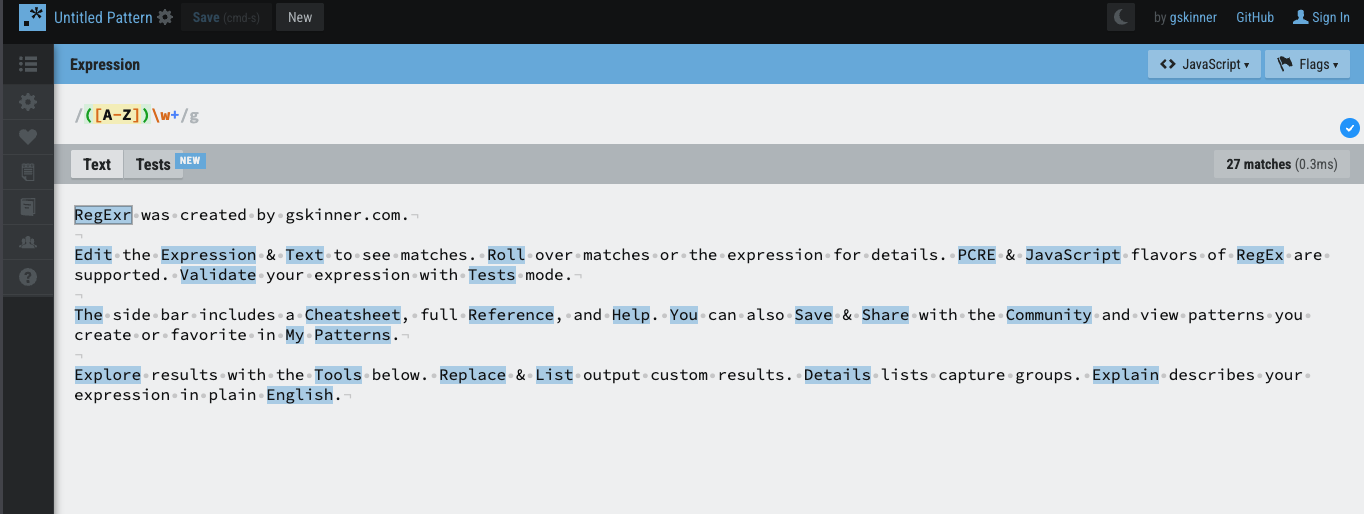 .* Untitled Pattern Save (cmd-s) New by gskinner GitHub Sign In
Expression <> JavaScript ▾ Flags ▾
/([A-Z])\w+/g
Text Tests NEW 27 matches (0.3ms)
RegExr was created by gskinner.com.
Edit the Expression & Text to see matches. Roll over matches or the expression for details. PCRE & JavaScript flavors of RegEx are
supported. Validate your expression with Tests mode.
The side bar includes a Cheatsheet, full Reference, and Help. You can also Save & Share with the Community and view patterns you
create or favorite in My Patterns.
Explore results with the Tools below. Replace & List output custom results. Details lists capture groups. Explain describes your
expression in plain English.